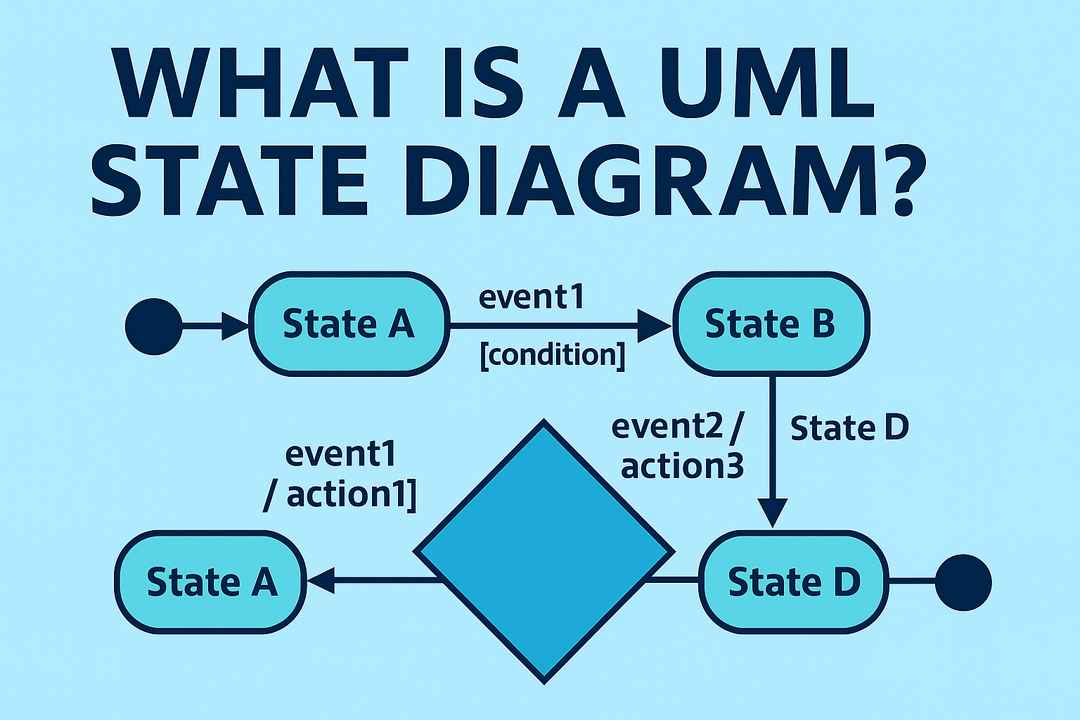 WHAT IS A UML
STATE DIAGRAM?
State A
event1
[condition]
State B
event2 /
action3
State D
event1
/ action1]
State A
State D